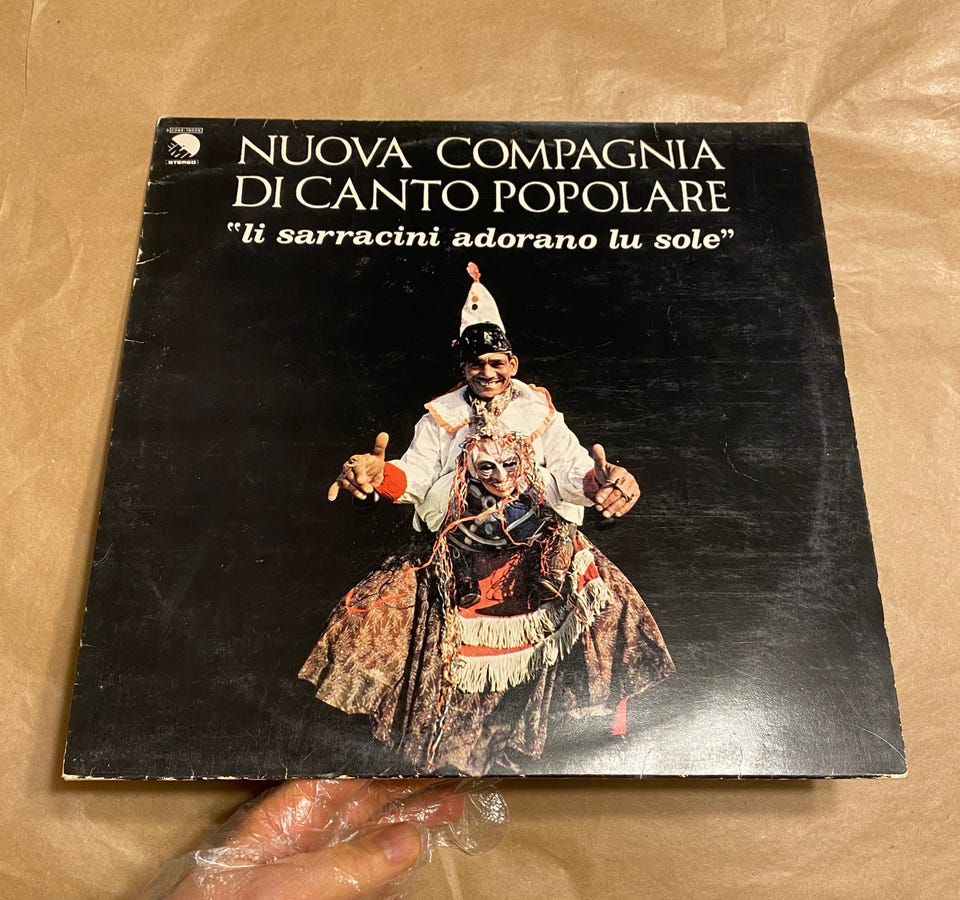 NUOVA COMPAGNIA
DI CANTO POPOLARE
"li sarracini adorano lu sole"
STEREO